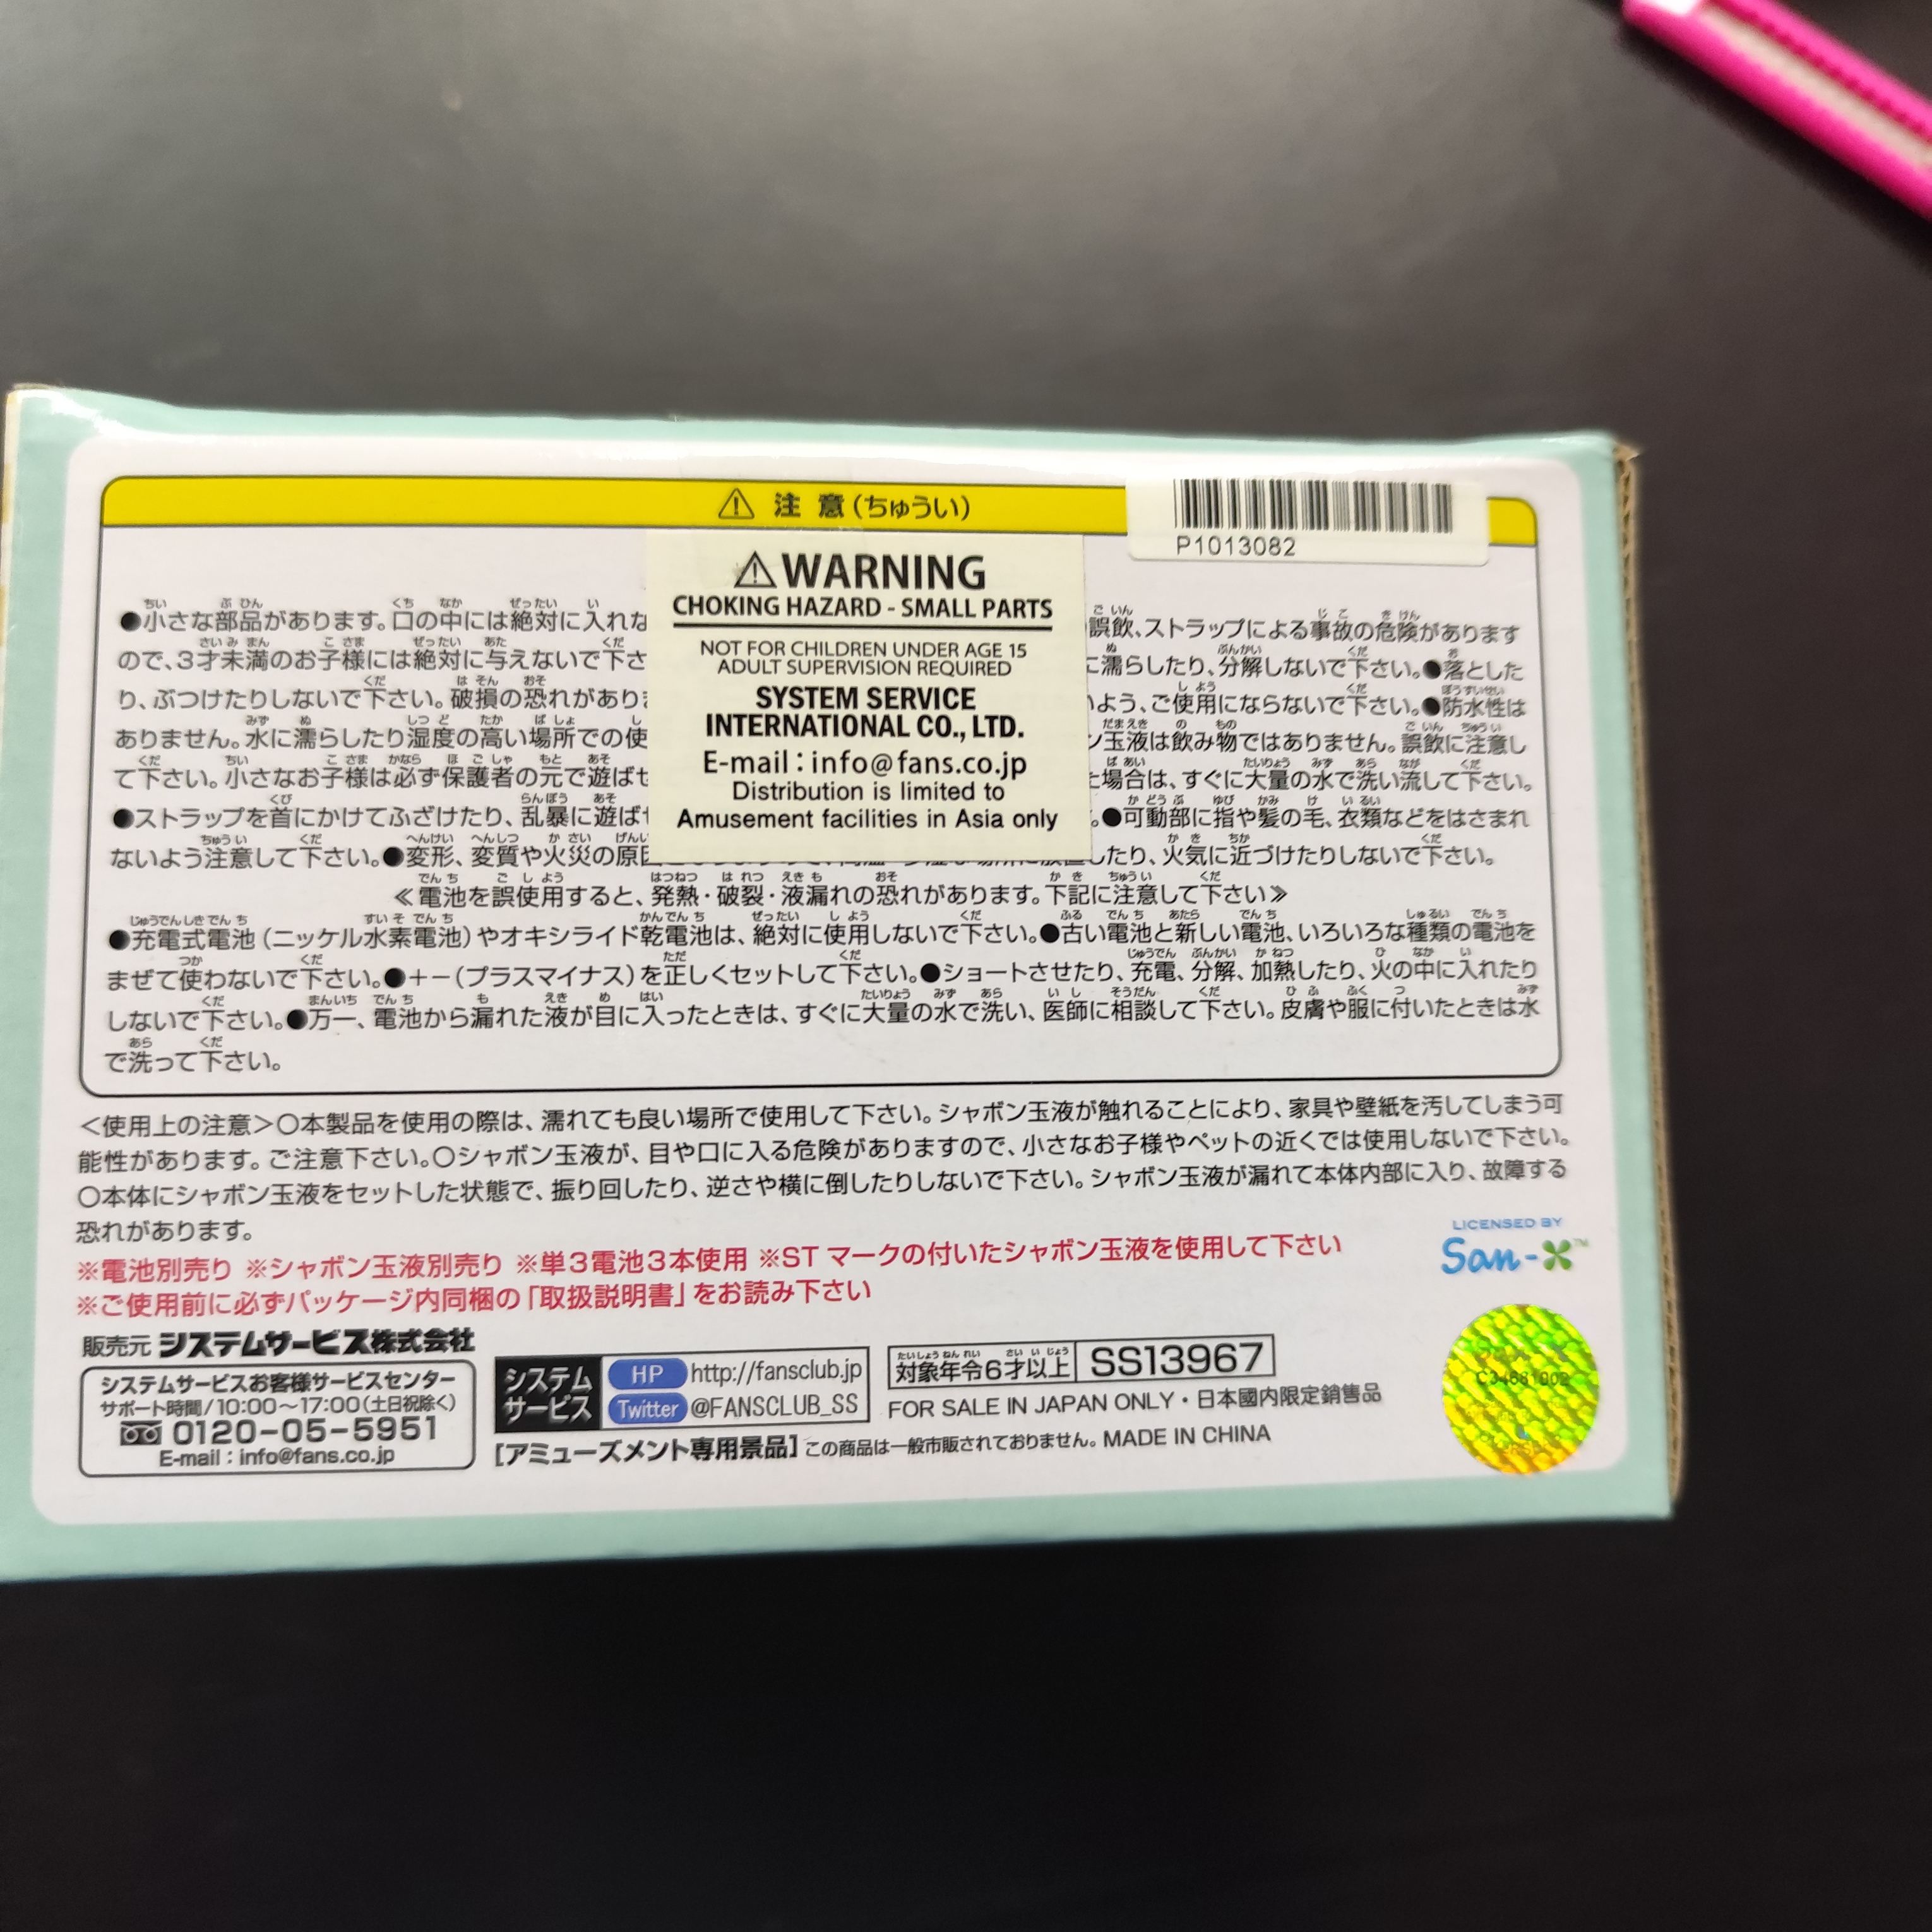 注 意(ちゅうい)
P1013082
WARNING
CHOKING HAZARD - SMALL PARTS
NOT FOR CHILDREN UNDER AGE 15
ADULT SUPERVISION REQUIRED
SYSTEM SERVICE
INTERNATIONAL CO., LTD.
E-mail：info@fans.co.jp
Distribution is limited to
Amusement facilities in Asia only
●小さな部品があります。口の中には絶対に入れな 誤飲、ストラップによる事故の危険があります
ので、3才未満のお子様には絶対に与えないで下さ に濡らしたり、分解しないで下さい。●落とした
り、ぶつけたりしないで下さい。破損の恐れがあり いよう、ご使用にならないで下さい。●防水性は
ありません。水に濡らしたり湿度の高い場所での使 ン玉液は飲み物ではありません。誤飲に注意し
て下さい。小さなお子様は必ず保護者の元で遊ばせ た場合は、すぐに大量の水で洗い流して下さい。
●ストラップを首にかけてふざけたり、乱暴に遊ばせ 。●可動部に指や髪の毛、衣類などをはさまれ
ないよう注意して下さい。●変形、変質や火災の原因 したり、火気に近づけたりしないで下さい。
≪電池を誤使用すると、発熱・破裂・液漏れの恐れがあります。下記に注意して下さい≫
●充電式電池(ニッケル水素電池)やオキシライド乾電池は、絶対に使用しないで下さい。●古い電池と新しい電池、いろいろな種類の電池を
まぜて使わないで下さい。●+−(プラスマイナス)を正しくセットして下さい。●ショートさせたり、充電、分解、加熱したり、火の中に入れたり
しないで下さい。●万一、電池から漏れた液が目に入ったときは、すぐに大量の水で洗い、医師に相談して下さい。皮膚や服に付いたときは水
で洗って下さい。
＜使用上の注意＞○本製品を使用の際は、濡れても良い場所で使用して下さい。シャボン玉液が触れることにより、家具や壁紙を汚してしまう可
能性があります。ご注意下さい。○シャボン玉液が、目や口に入る危険がありますので、小さなお子様やペットの近くでは使用しないで下さい。
○本体にシャボン玉液をセットした状態で、振り回したり、逆さや横に倒したりしないで下さい。シャボン玉液が漏れて本体内部に入り、故障する
恐れがあります。
※電池別売り ※シャボン玉液別売り ※単3電池3本使用 ※ST マークの付いたシャボン玉液を使用して下さい
※ご使用前に必ずパッケージ内同梱の「取扱説明書」をお読み下さい
LICENSED BY
San-X™
販売元 システムサービス株式会社
システムサービスお客様サービスセンター
サポート時間/10:00〜17:00(土日祝除く)
0120-05-5951
E-mail：info@fans.co.jp
システム
サービス
HP http://fansclub.jp
Twitter @FANSCLUB_SS
対象年令6才以上 SS13967
FOR SALE IN JAPAN ONLY・日本國内限定銷售品
[アミューズメント専用景品] この商品は一般市販されておりません。MADE IN CHINA